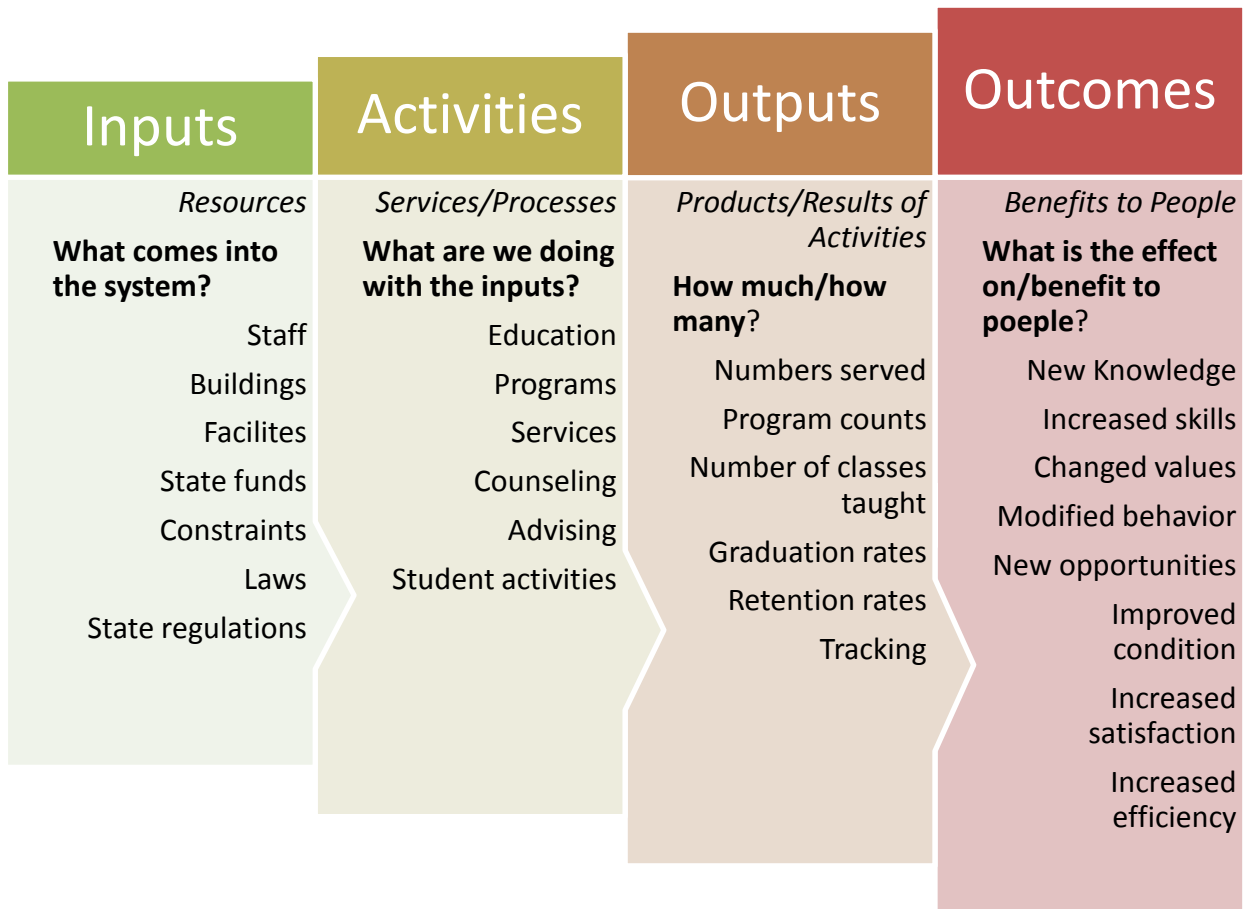 Inputs
Resources
What comes into
the system?
Staff
Buildings
Facilites
State funds
Constraints
Laws
State regulations
Activities
Services/Processes
What are we doing
with the inputs?
Education
Programs
Services
Counseling
Advising
Student activities
Outputs
Products/Results of
Activities
How much/how
many?
Numbers served
Program counts
Number of classes
taught
Graduation rates
Retention rates
Tracking
Outcomes
Benefits to People
What is the effect
on/benefit to
poeple?
New Knowledge
Increased skills
Changed values
Modified behavior
New opportunities
Improved
condition
Increased
satisfaction
Increased
efficiency